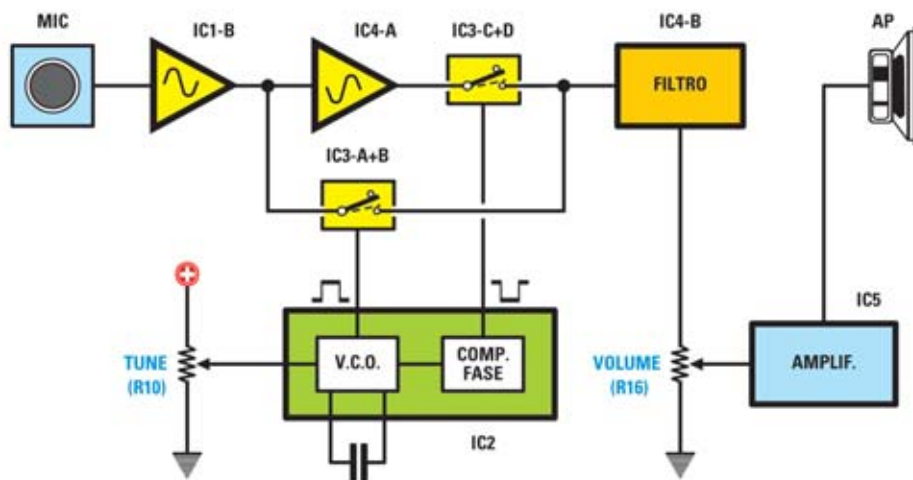 MIC
IC1-B
IC4-A
IC3-C+D
IC4-B
AP
FILTRO
IC3-A+B
TUNE
(R10)
V.C.O.
COMP.
FASE
IC2
VOLUME
(R16)
IC5
AMPLIF.